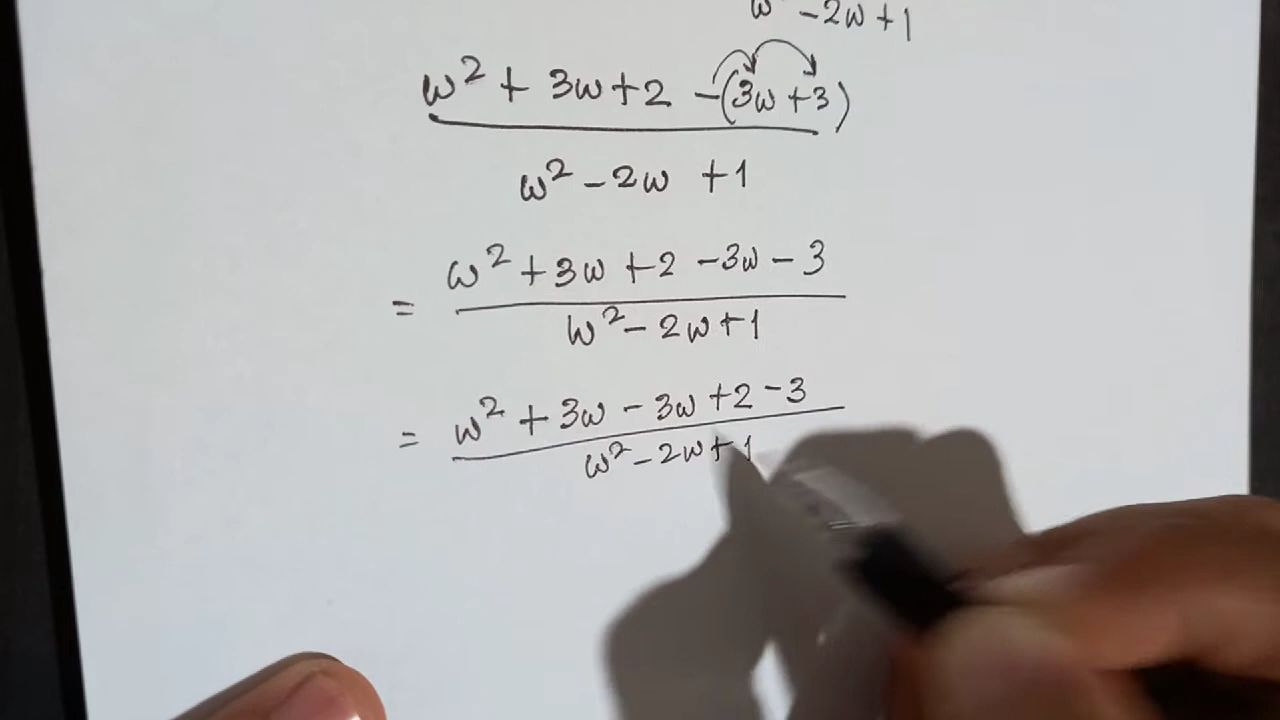 w² - 2w + 1
w² + 3w + 2 - (3w + 3)
w² - 2w + 1
= w² + 3w + 2 - 3w - 3
w² - 2w + 1
= w² + 3w - 3w + 2 - 3
w² - 2w + 1